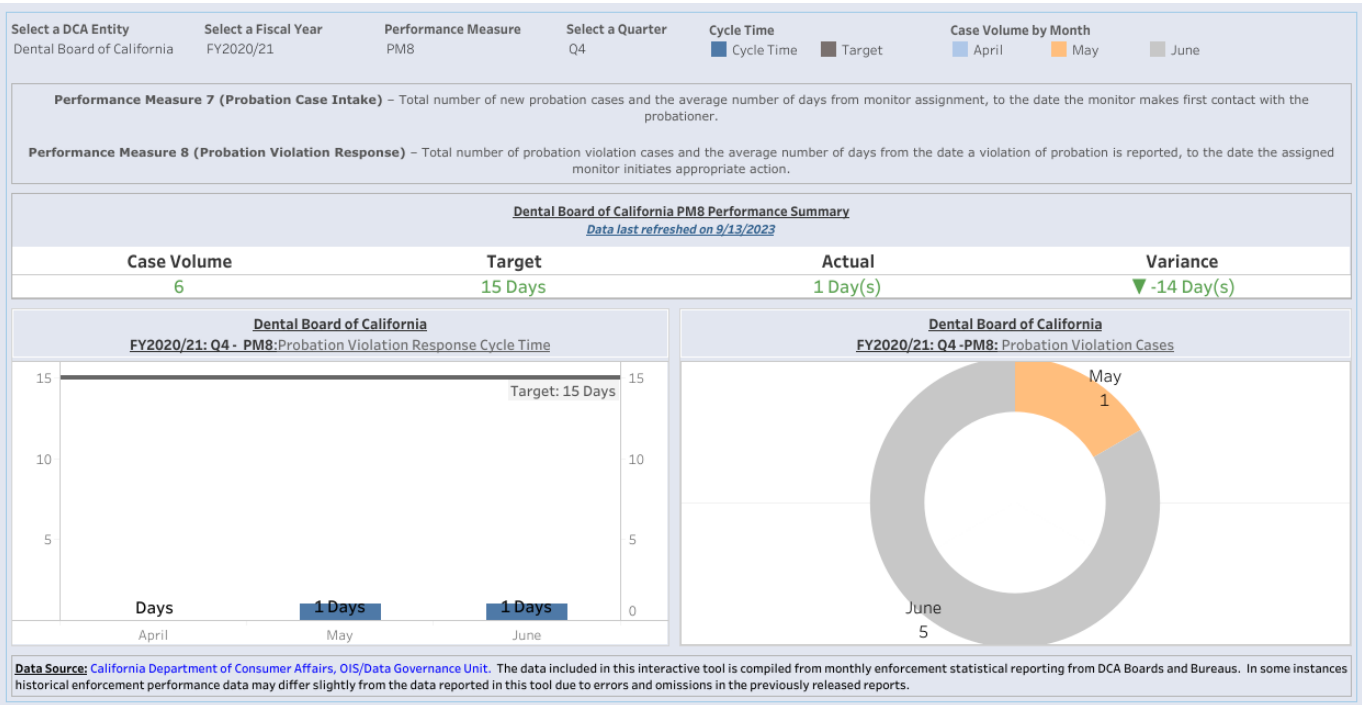 Select a DCA Entity
Select a Fiscal Year
Performance Measure
Select a Quarter
Cycle Time
Case Volume by Month
Dental Board of California
FY2020/21
PM8
Q4
Cycle Time
Target
April
May
June
Performance Measure 7 (Probation Case Intake) – Total number of new probation cases and the average number of days from monitor assignment, to the date the monitor makes first contact with the
probationer.
Performance Measure 8 (Probation Violation Response) – Total number of probation violation cases and the average number of days from the date a violation of probation is reported, to the date the assigned
monitor initiates appropriate action.
Dental Board of California PM8 Performance Summary
Data last refreshed on 9/13/2023
Case Volume
Target
Actual
Variance
6
15 Days
1 Day(s)
▼ -14 Day(s)
Dental Board of California
FY2020/21: Q4 - PM8:Probation Violation Response Cycle Time
15
15
Target: 15 Days
10
10
5
5
Days
1 Days
1 Days
0
April
May
June
Dental Board of California
FY2020/21: Q4 -PM8: Probation Violation Cases
May
1
June
5
Data Source: California Department of Consumer Affairs, OIS/Data Governance Unit. The data included in this interactive tool is compiled from monthly enforcement statistical reporting from DCA Boards and Bureaus. In some instances
historical enforcement performance data may differ slightly from the data reported in this tool due to errors and omissions in the previously released reports.